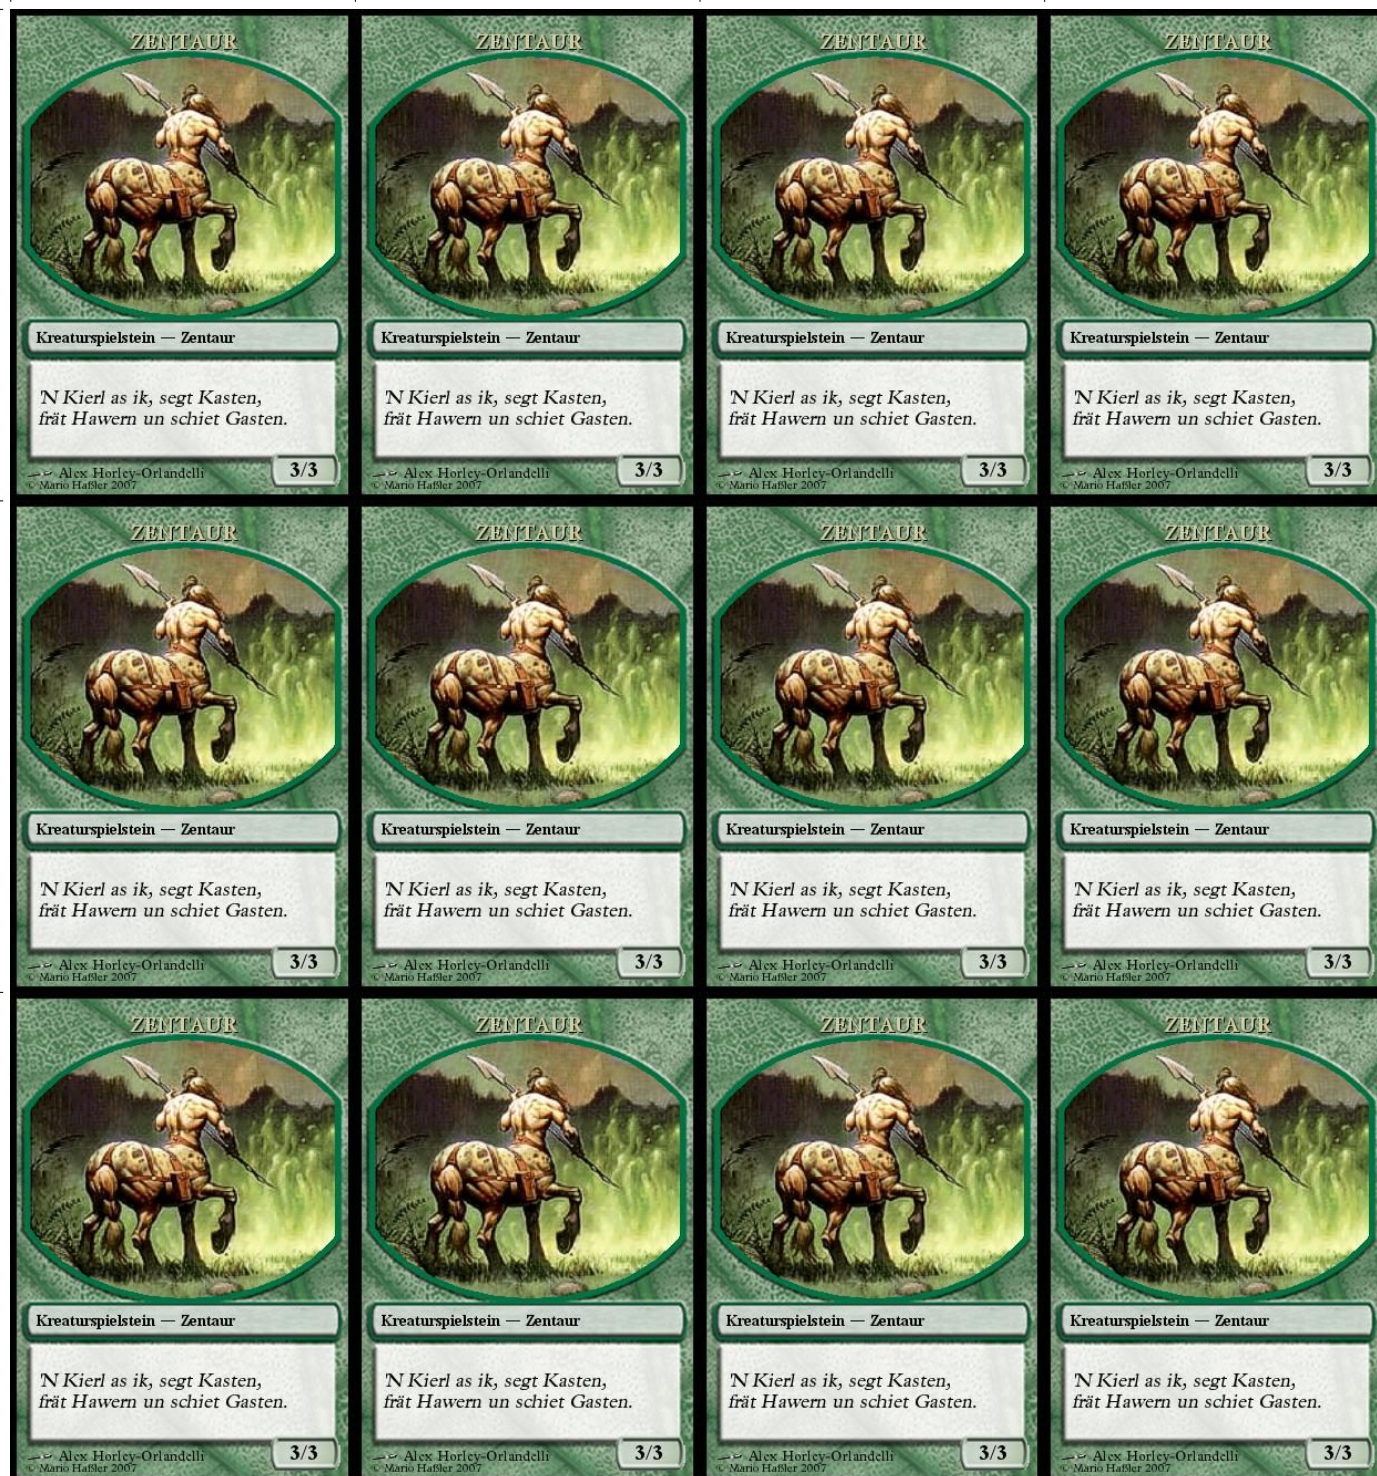 ZENTAUR
Kreaturspielstein — Zentaur
'N Kierl as ik, segt Kasten,
frät Hawern un schiet Gasten.
Alex Horley-Orlandelli
3/3
© Mario Haßler 2007
ZENTAUR
Kreaturspielstein — Zentaur
'N Kierl as ik, segt Kasten,
frät Hawern un schiet Gasten.
Alex Horley-Orlandelli
3/3
© Mario Haßler 2007
ZENTAUR
Kreaturspielstein — Zentaur
'N Kierl as ik, segt Kasten,
frät Hawern un schiet Gasten.
Alex Horley-Orlandelli
3/3
© Mario Haßler 2007
ZENTAUR
Kreaturspielstein — Zentaur
'N Kierl as ik, segt Kasten,
frät Hawern un schiet Gasten.
Alex Horley-Orlandelli
3/3
© Mario Haßler 2007
ZENTAUR
Kreaturspielstein — Zentaur
'N Kierl as ik, segt Kasten,
frät Hawern un schiet Gasten.
Alex Horley-Orlandelli
3/3
© Mario Haßler 2007
ZENTAUR
Kreaturspielstein — Zentaur
'N Kierl as ik, segt Kasten,
frät Hawern un schiet Gasten.
Alex Horley-Orlandelli
3/3
© Mario Haßler 2007
ZENTAUR
Kreaturspielstein — Zentaur
'N Kierl as ik, segt Kasten,
frät Hawern un schiet Gasten.
Alex Horley-Orlandelli
3/3
© Mario Haßler 2007
ZENTAUR
Kreaturspielstein — Zentaur
'N Kierl as ik, segt Kasten,
frät Hawern un schiet Gasten.
Alex Horley-Orlandelli
3/3
© Mario Haßler 2007
ZENTAUR
Kreaturspielstein — Zentaur
'N Kierl as ik, segt Kasten,
frät Hawern un schiet Gasten.
Alex Horley-Orlandelli
3/3
© Mario Haßler 2007
ZENTAUR
Kreaturspielstein — Zentaur
'N Kierl as ik, segt Kasten,
frät Hawern un schiet Gasten.
Alex Horley-Orlandelli
3/3
© Mario Haßler 2007
ZENTAUR
Kreaturspielstein — Zentaur
'N Kierl as ik, segt Kasten,
frät Hawern un schiet Gasten.
Alex Horley-Orlandelli
3/3
© Mario Haßler 2007
ZENTAUR
Kreaturspielstein — Zentaur
'N Kierl as ik, segt Kasten,
frät Hawern un schiet Gasten.
Alex Horley-Orlandelli
3/3
© Mario Haßler 2007